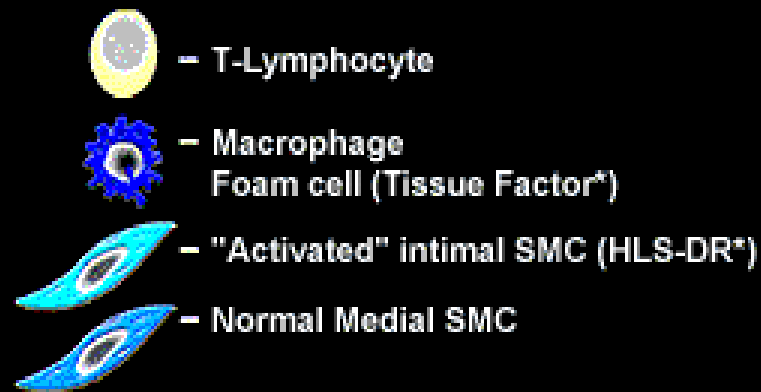 – T-Lymphocyte
– Macrophage
Foam cell (Tissue Factor*)
– "Activated" intimal SMC (HLS-DR*)
– Normal Medial SMC